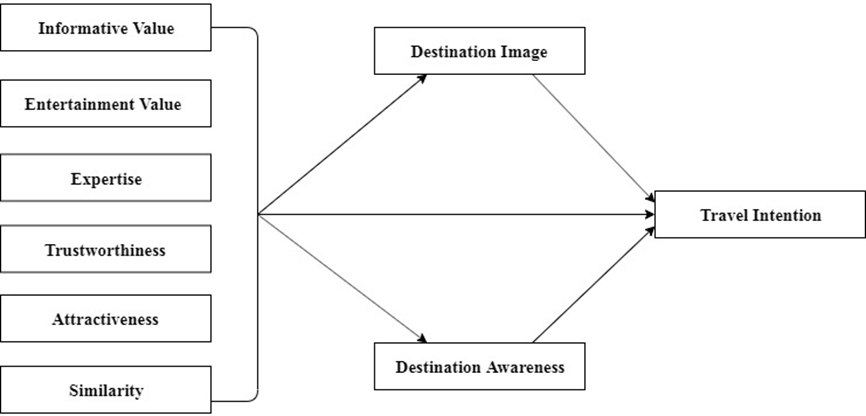 Informative Value
Entertainment Value
Expertise
Trustworthiness
Attractiveness
Similarity
Destination Image
Destination Awareness
Travel Intention